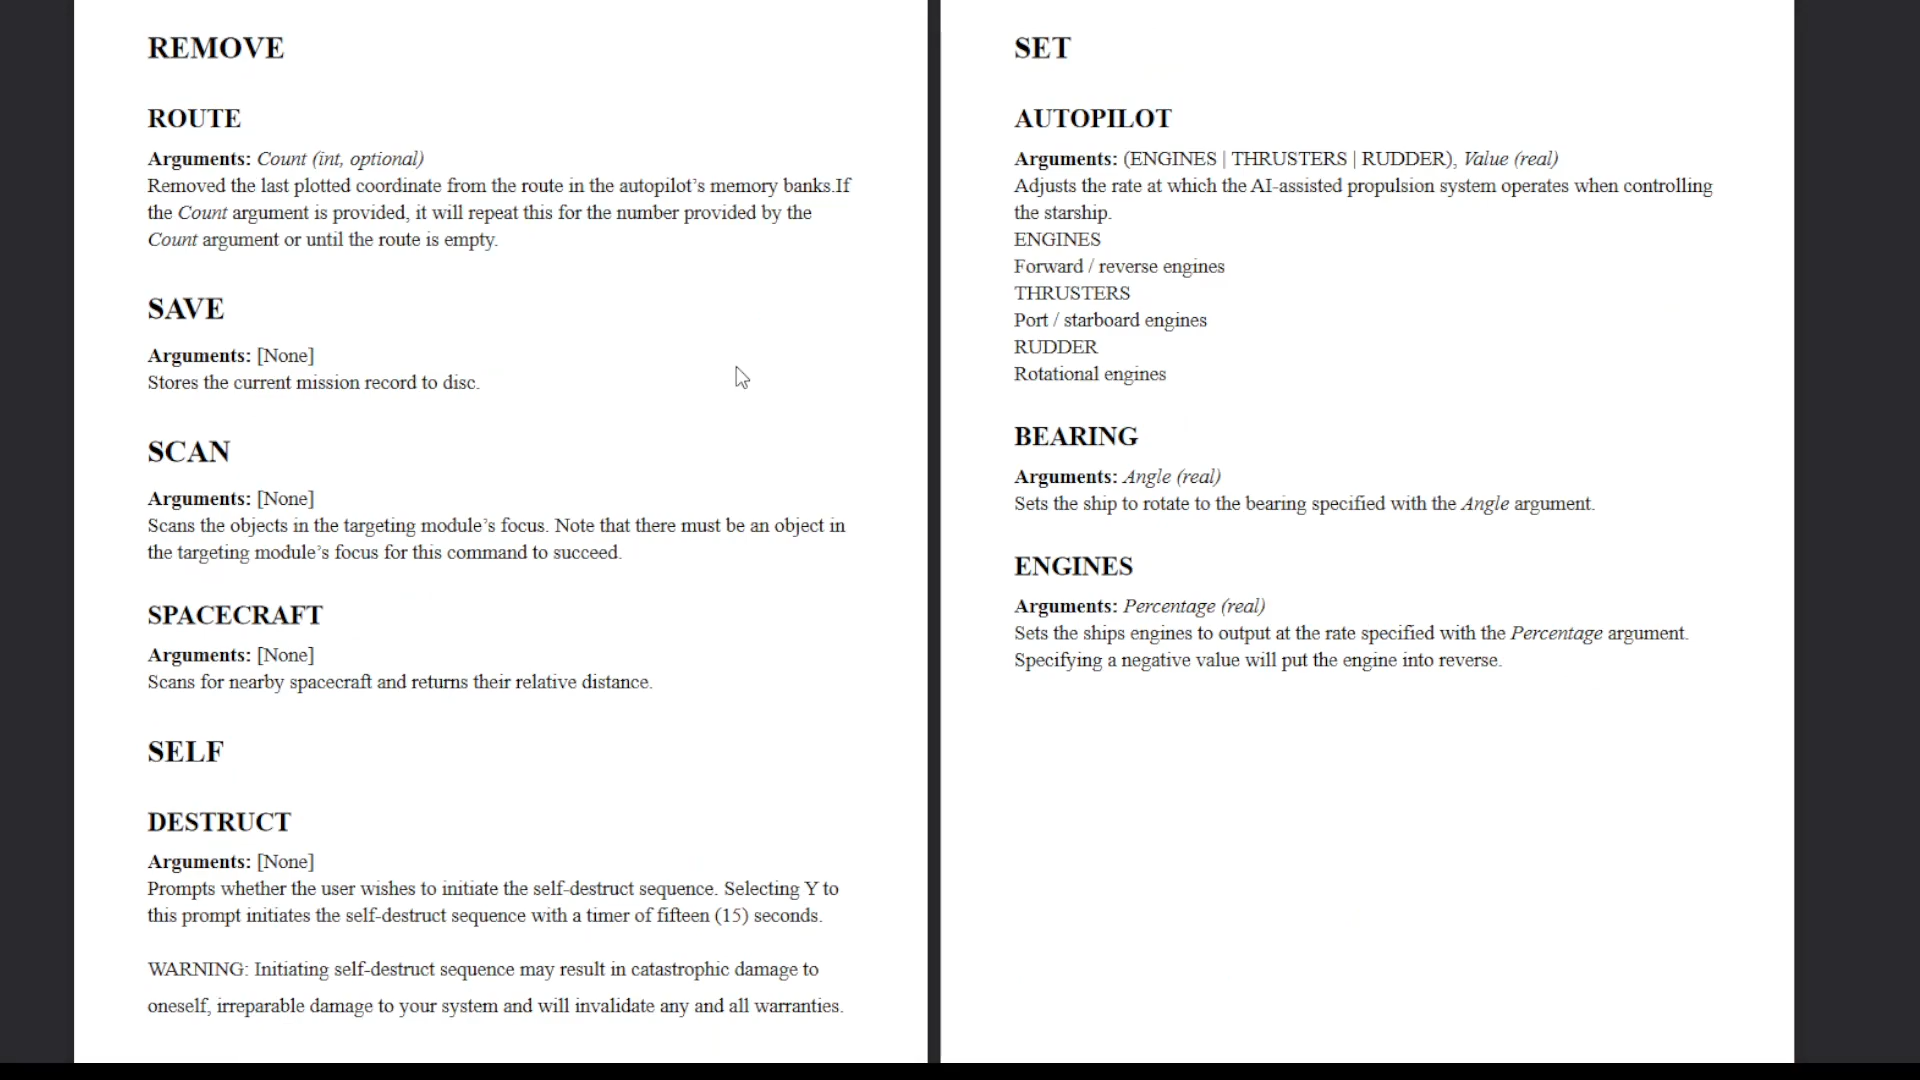 REMOVE
ROUTE
Arguments: Count (int, optional)
Removed the last plotted coordinate from the route in the autopilot’s memory banks.If
the Count argument is provided, it will repeat this for the number provided by the
Count argument or until the route is empty.
SAVE
Arguments: [None]
Stores the current mission record to disc.
SCAN
Arguments: [None]
Scans the objects in the targeting module’s focus. Note that there must be an object in
the targeting module’s focus for this command to succeed.
SPACECRAFT
Arguments: [None]
Scans for nearby spacecraft and returns their relative distance.
SELF
DESTRUCT
Arguments: [None]
Prompts whether the user wishes to initiate the self-destruct sequence. Selecting Y to
this prompt initiates the self-destruct sequence with a timer of fifteen (15) seconds.
WARNING: Initiating self-destruct sequence may result in catastrophic damage to
oneself, irreparable damage to your system and will invalidate any and all warranties.
SET
AUTOPILOT
Arguments: (ENGINES | THRUSTERS | RUDDER), Value (real)
Adjusts the rate at which the AI-assisted propulsion system operates when controlling
the starship.
ENGINES
Forward / reverse engines
THRUSTERS
Port / starboard engines
RUDDER
Rotational engines
BEARING
Arguments: Angle (real)
Sets the ship to rotate to the bearing specified with the Angle argument.
ENGINES
Arguments: Percentage (real)
Sets the ships engines to output at the rate specified with the Percentage argument.
Specifying a negative value will put the engine into reverse.